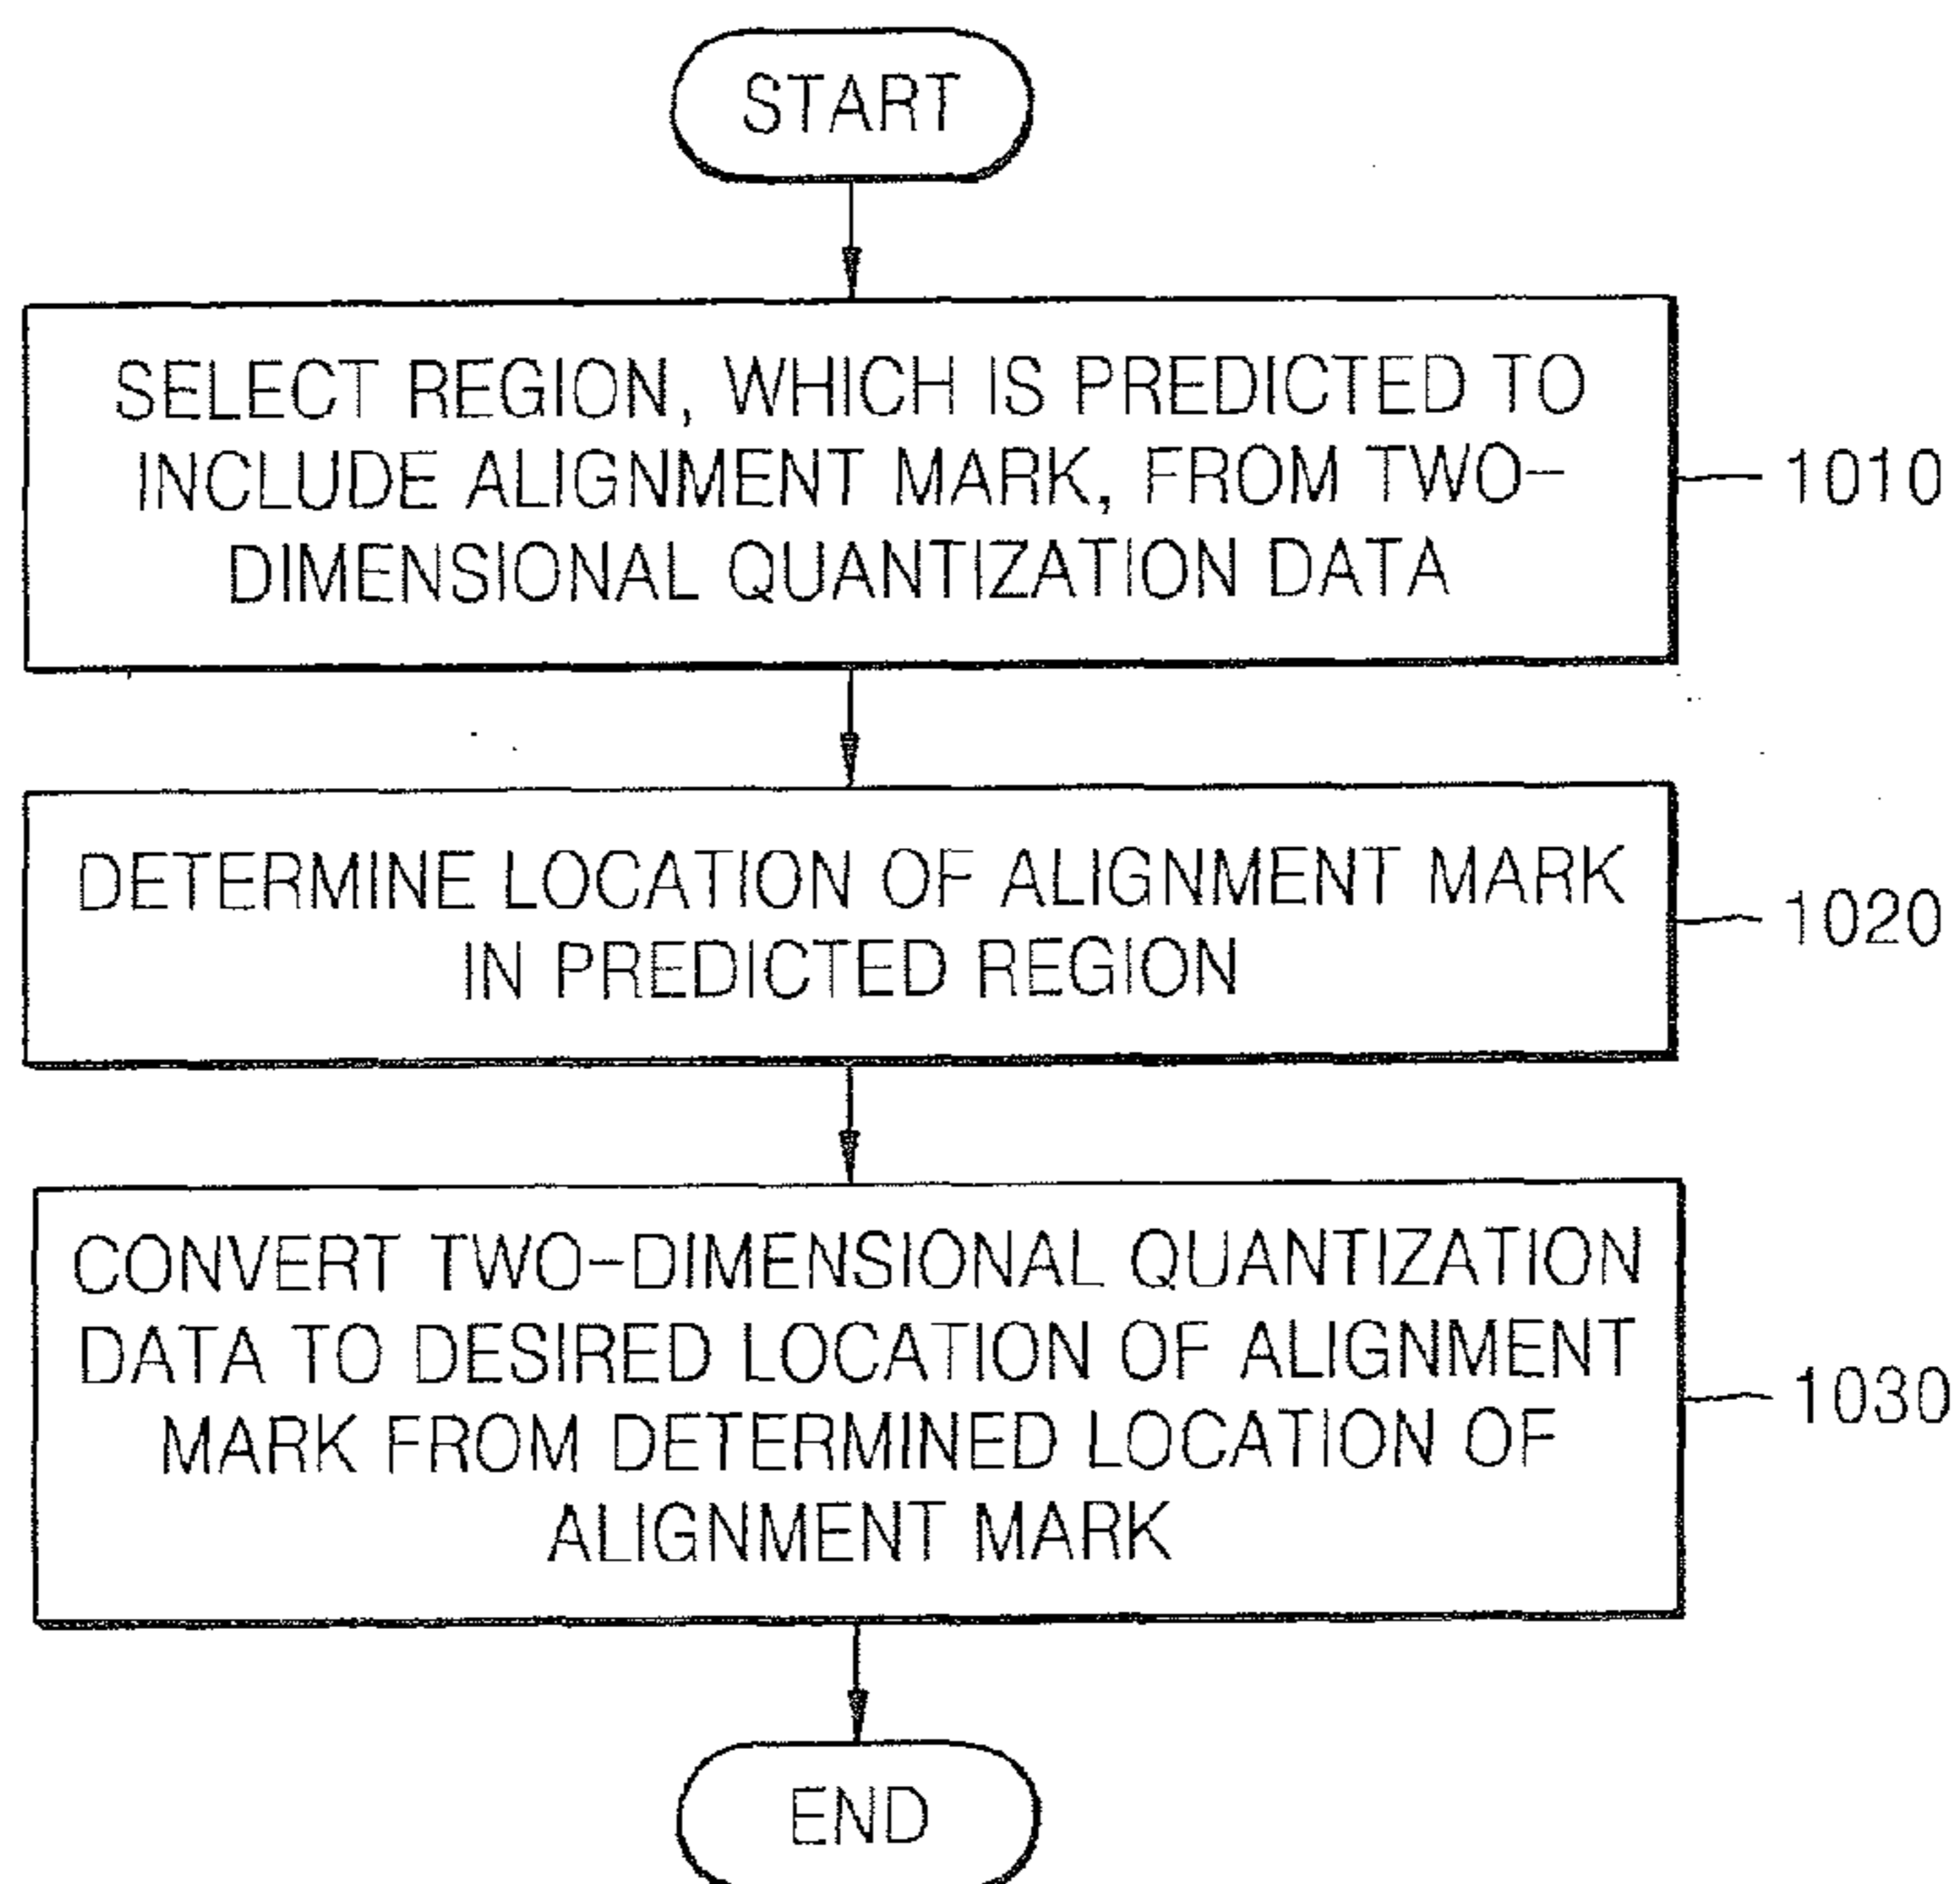 START
SELECT REGION, WHICH IS PREDICTED TO
INCLUDE ALIGNMENT MARK, FROM TWO-
DIMENSIONAL QUANTIZATION DATA
1010
DETERMINE LOCATION OF ALIGNMENT MARK
IN PREDICTED REGION
1020
CONVERT TWO-DIMENSIONAL QUANTIZATION
DATA TO DESIRED LOCATION OF ALIGNMENT
MARK FROM DETERMINED LOCATION OF
ALIGNMENT MARK
1030
END